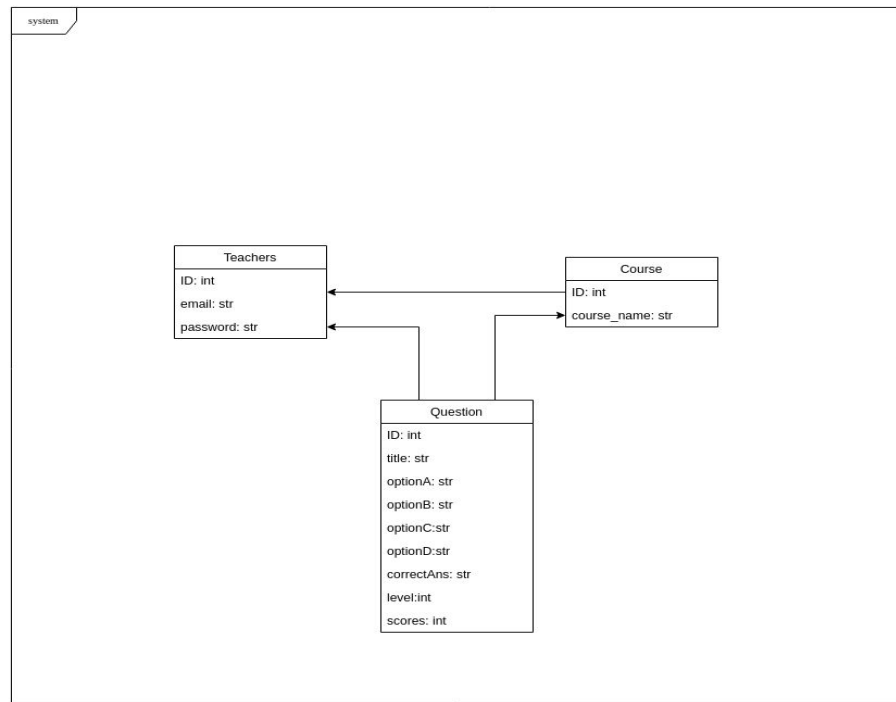 system
Teachers
ID: int
email: str
password: str
Course
ID: int
course_name: str
Question
ID: int
title: str
optionA: str
optionB: str
optionC:str
optionD:str
correctAns: str
level:int
scores: int